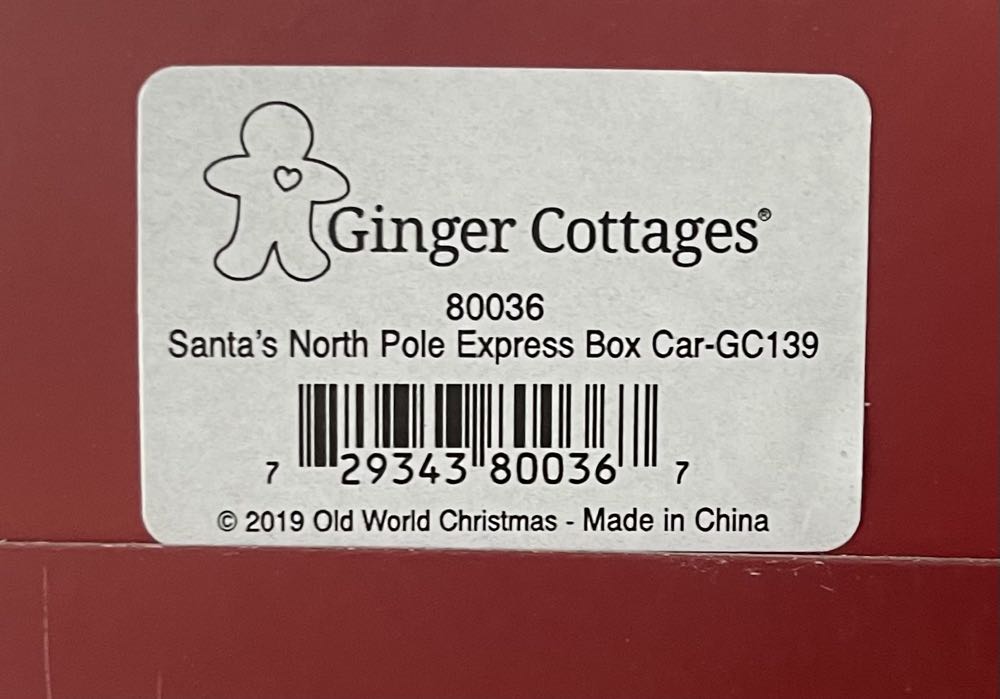 Ginger Cottages®
80036
Santa's North Pole Express Box Car-GC139
7 29343 80036 7
© 2019 Old World Christmas - Made in China